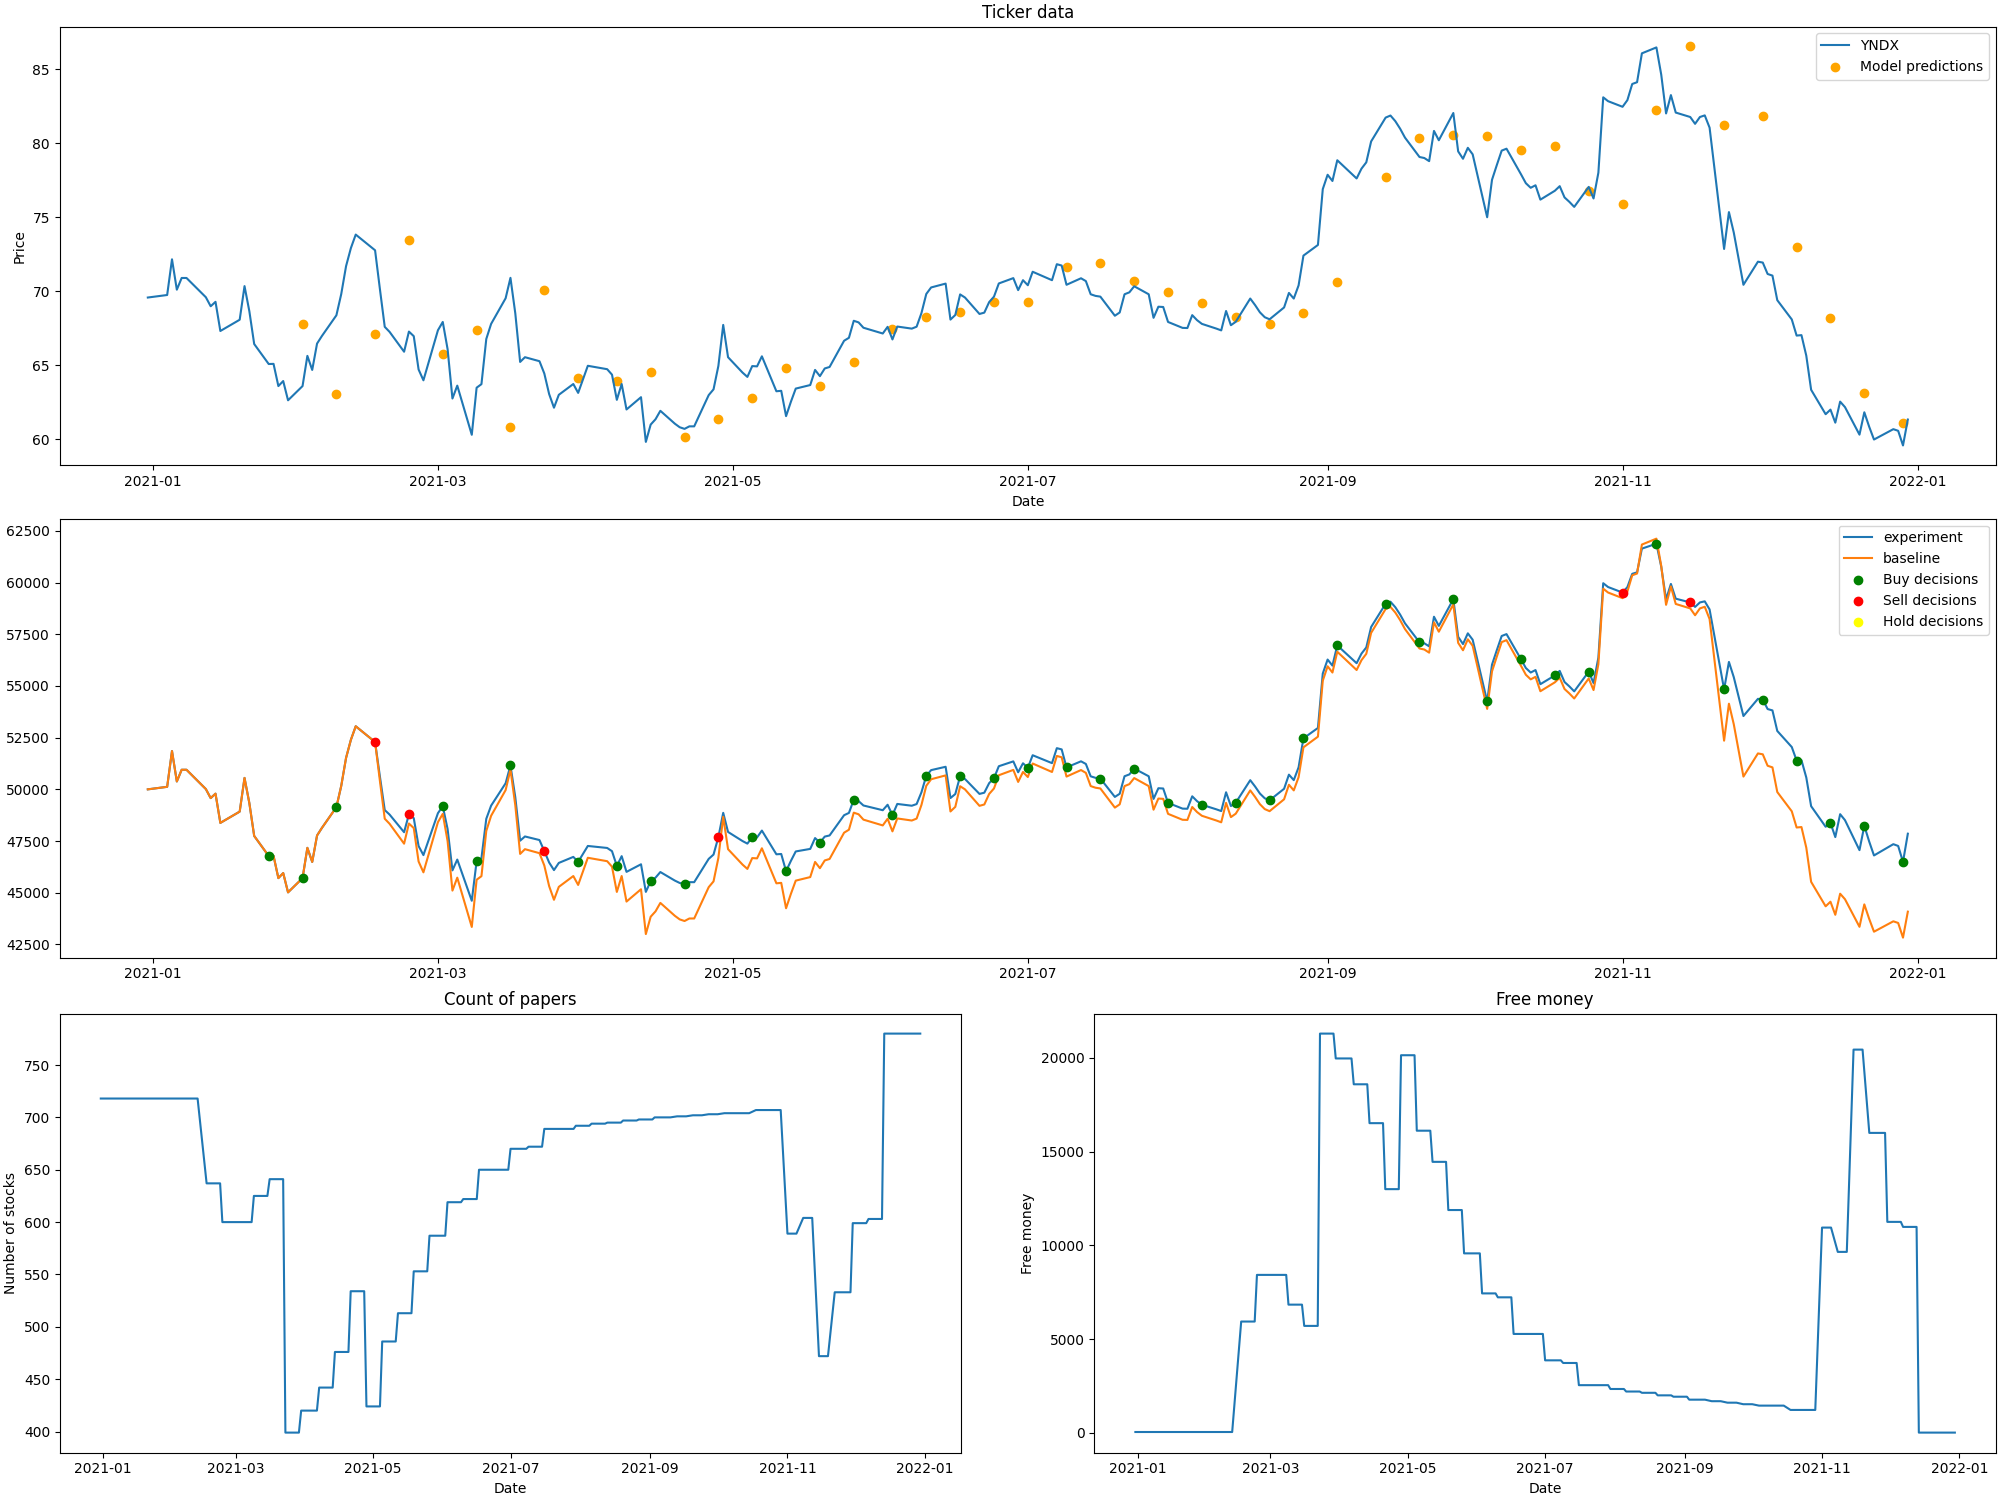 Ticker data
YNDX
Model predictions
85
80
75
70
65
60
Price
2021-01 2021-03 2021-05 2021-07 2021-09 2021-11 2022-01
Date
experiment
baseline
Buy decisions
Sell decisions
Hold decisions
62500
60000
57500
55000
52500
50000
47500
45000
42500
2021-01 2021-03 2021-05 2021-07 2021-09 2021-11 2022-01
Count of papers
750
700
650
600
550
500
450
400
Number of stocks
2021-01 2021-03 2021-05 2021-07 2021-09 2021-11 2022-01
Date
Free money
20000
15000
10000
5000
0
Free money
2021-01 2021-03 2021-05 2021-07 2021-09 2021-11 2022-01
Date